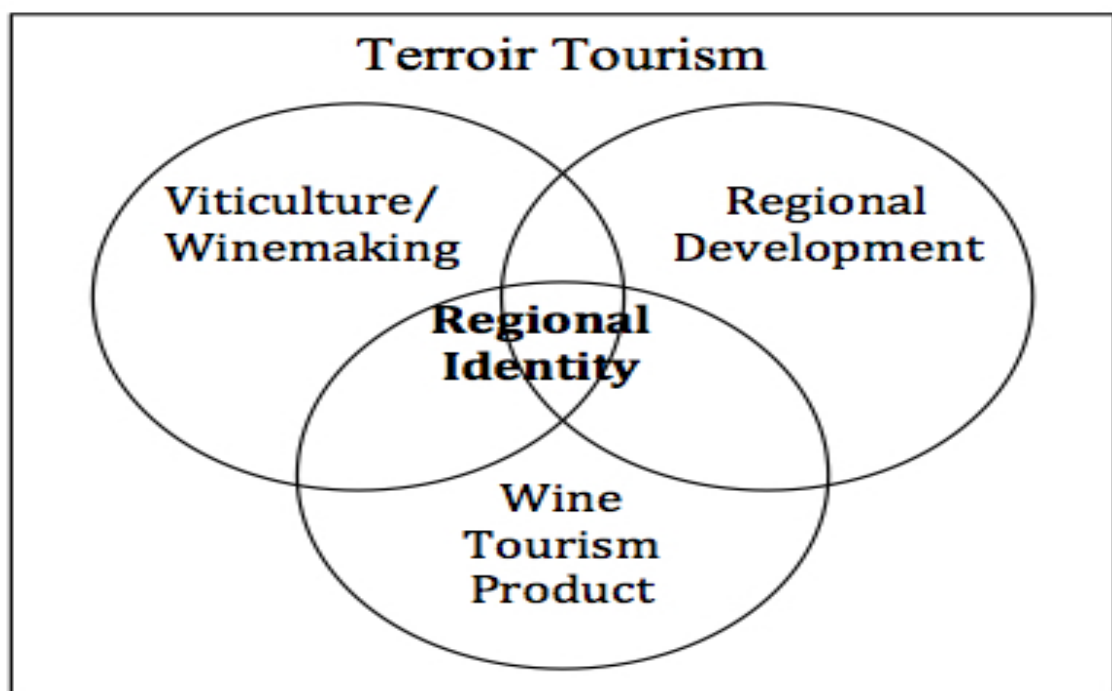 Terroir Tourism
Viticulture/
Winemaking
Regional
Development
Regional
Identity
Wine
Tourism
Product